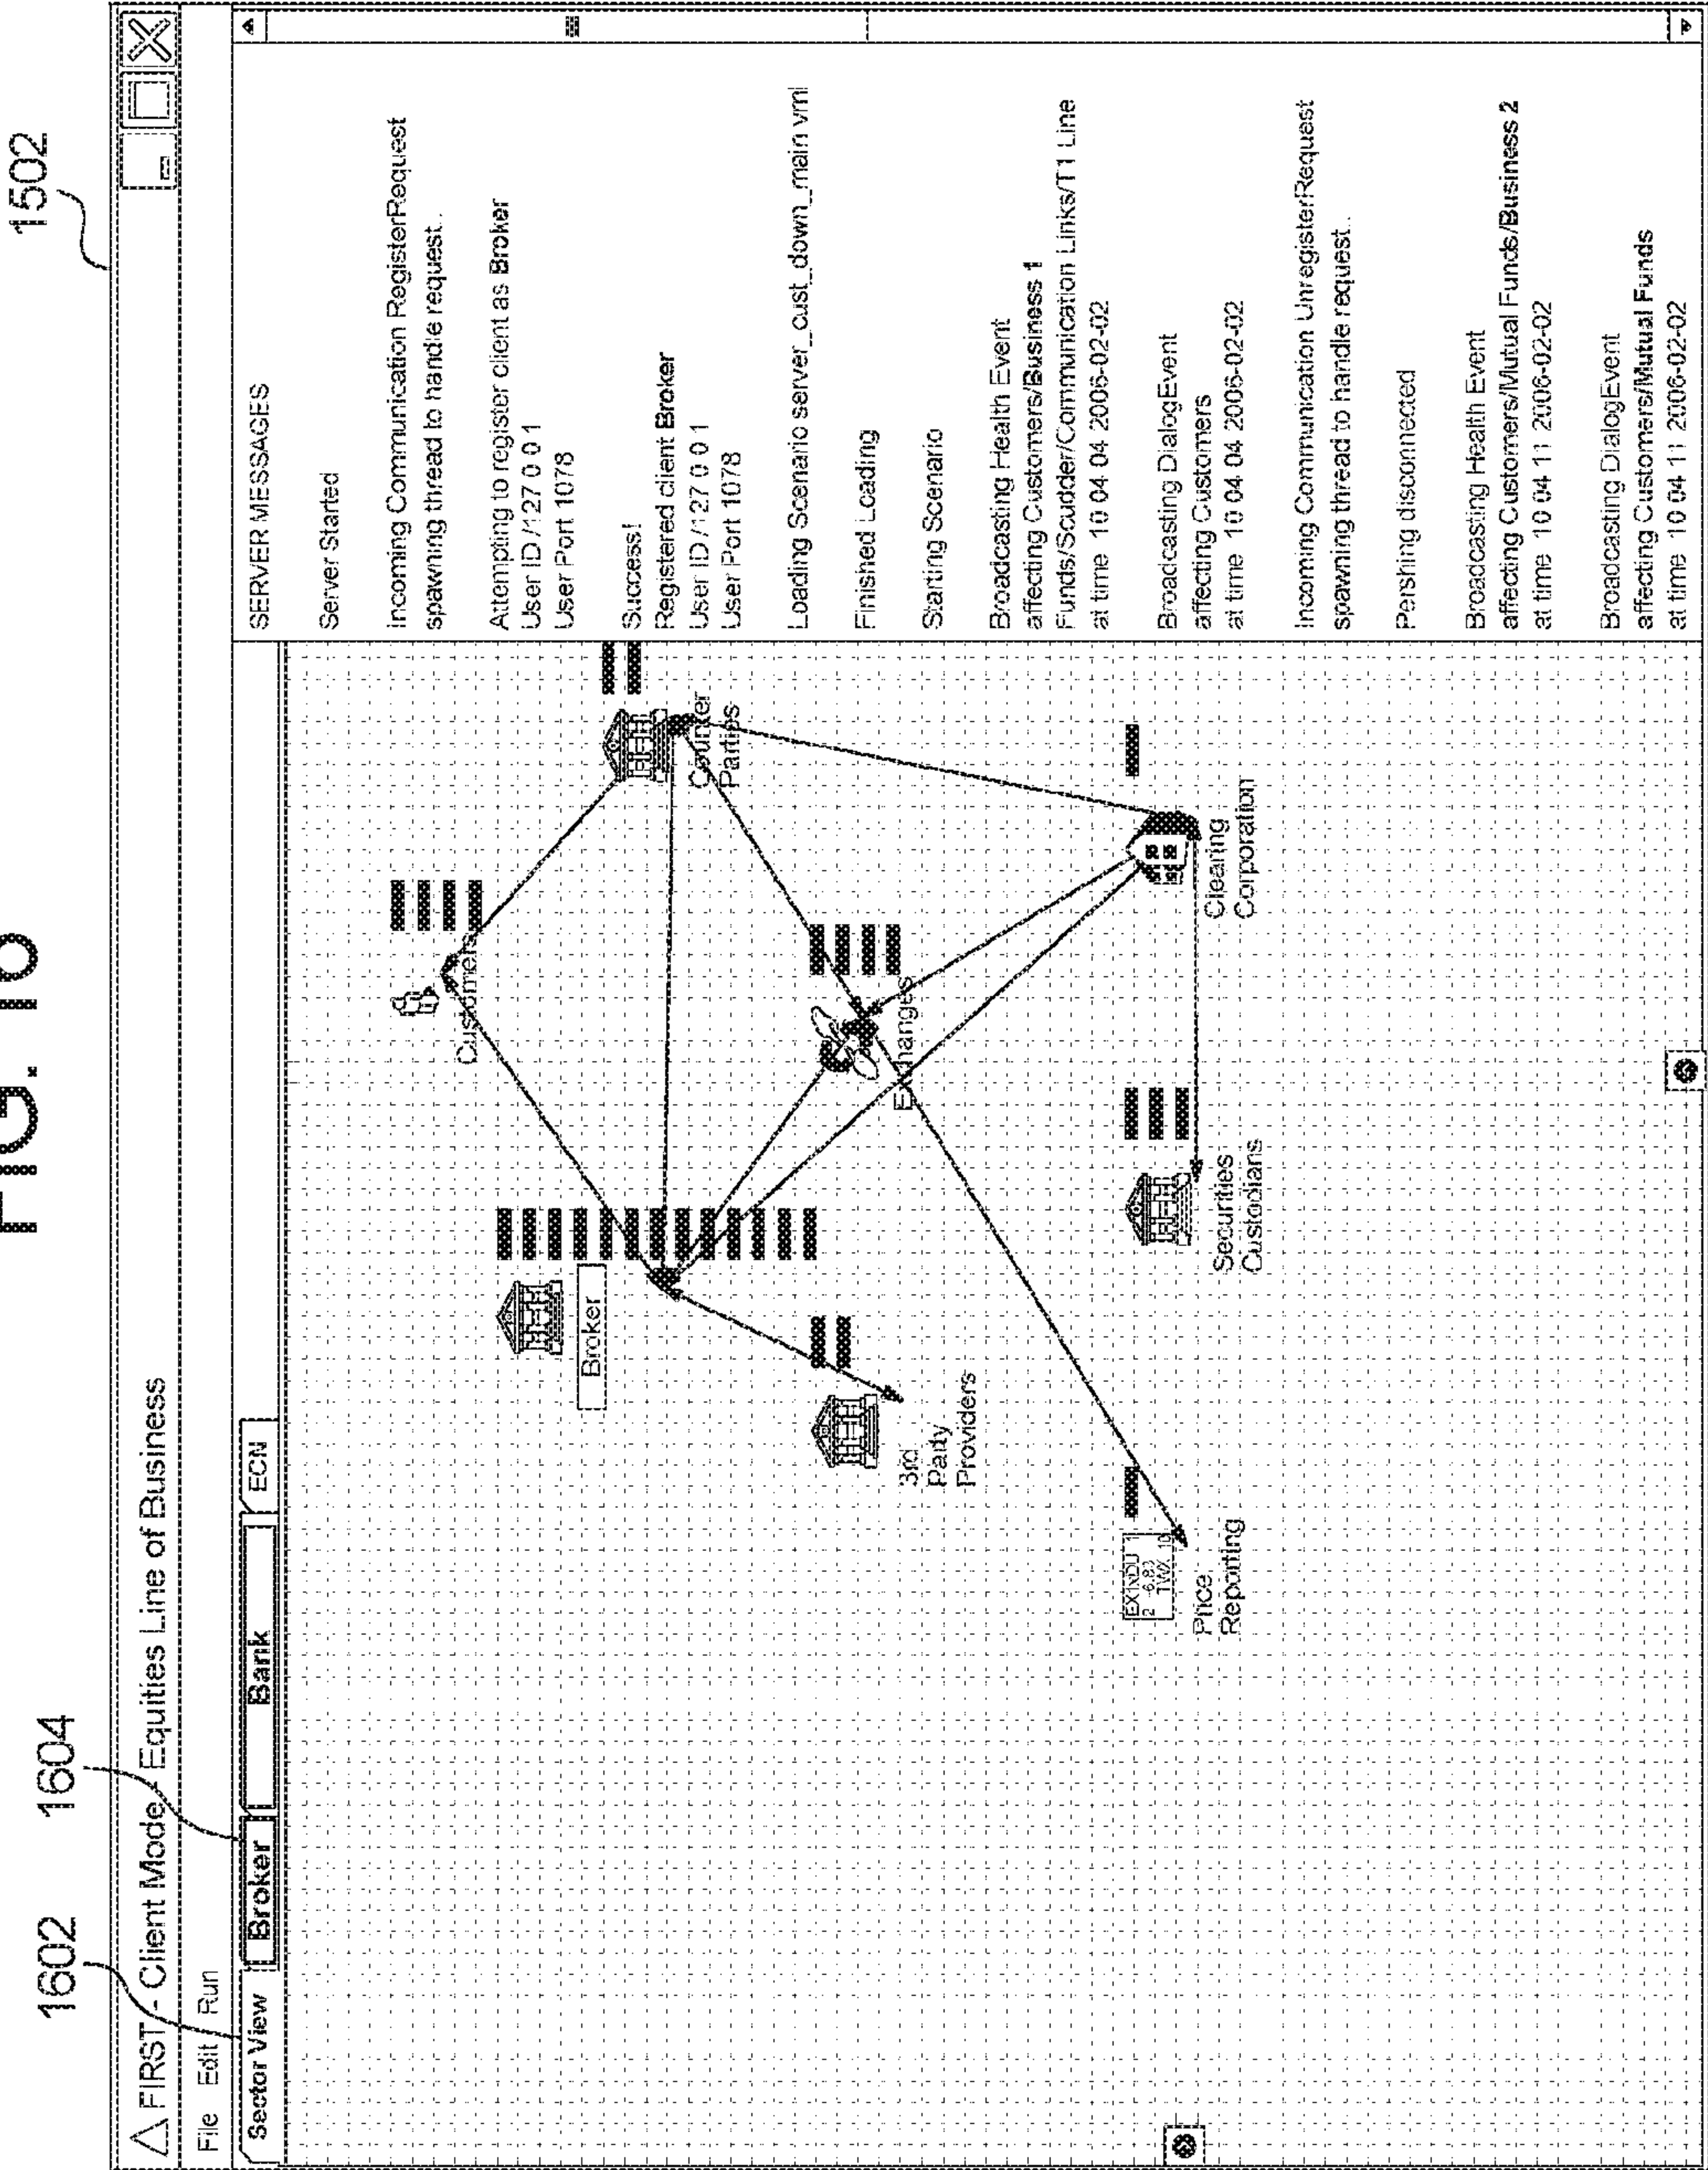 FIG. 16
1502
1602
1604
FIRST - Client Mode - Equities Line of Business
File Edit Run
Sector View
Broker
Bank
ECN
Customers
Broker
Counter
Parties
3rd
Party
Providers
Exchanges
Price
Reporting
Securities
Custodians
Clearing
Corporation
SERVER MESSAGES
Server Started
Incoming Communication RegisterRequest
spawning thread to handle request..
Attempting to register client as Broker
User ID /127 0 0 1
User Port 1078
Success!
Registered client Broker
User ID /127 0 0 1
User Port 1078
Loading Scenario server_cust_down_main vml
Finished Loading
Starting Scenario
Broadcasting Health Event
affecting Customers/Business 1
Funds/Scudder/Communication Links/T1 Line
at time 10 04 04 2006-02-02
Broadcasting DialogEvent
affecting Customers
at time 10 04 04 2006-02-02
Incoming Communication UnregisterRequest
spawning thread to handle request..
Pershing disconnected
Broadcasting Health Event
affecting Customers/Mutual Funds/Business 2
at time 10 04 11 2006-02-02
Broadcasting DialogEvent
affecting Customers/Mutual Funds
at time 10 04 11 2006-02-02